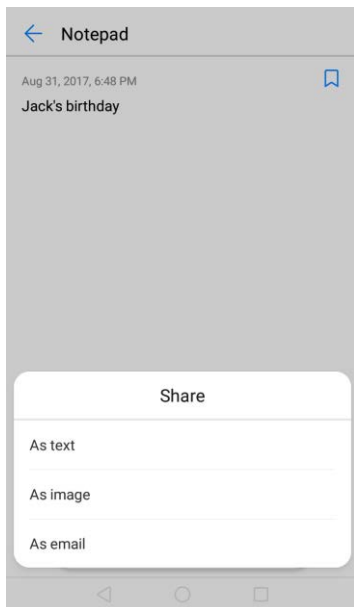 Notepad
Aug 31, 2017, 6:48 PM
Jack's birthday
Share
As text
As image
As email